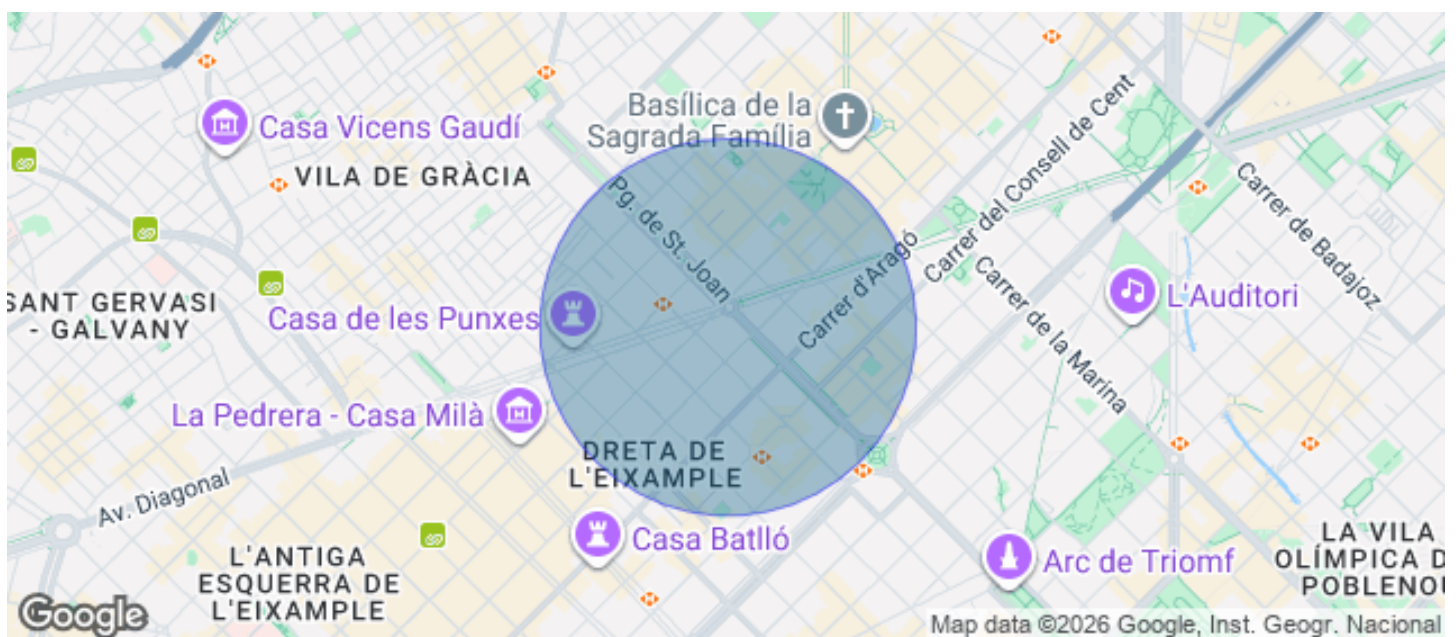 Basílica de la
Sagrada Família
Casa Vicens Gaudí
VILA DE GRÀCIA
Pg. de St. Joan
Carrer del Consell de Cent
Carrer de Badajoz
Carrer d'Aragó
Carrer de la Marina
SANT GERVASI
- GALVANY
Casa de les Punxes
L'Auditori
La Pedrera - Casa Milà
DRETA DE
L'EIXAMPLE
Av. Diagonal
Casa Batlló
L'ANTIGA
ESQUERRA DE
L'EIXAMPLE
Arc de Triomf
LA VILA
OLÍMPICA D
POBLENOU
Google
Map data ©2026 Google, Inst. Geogr. Nacional